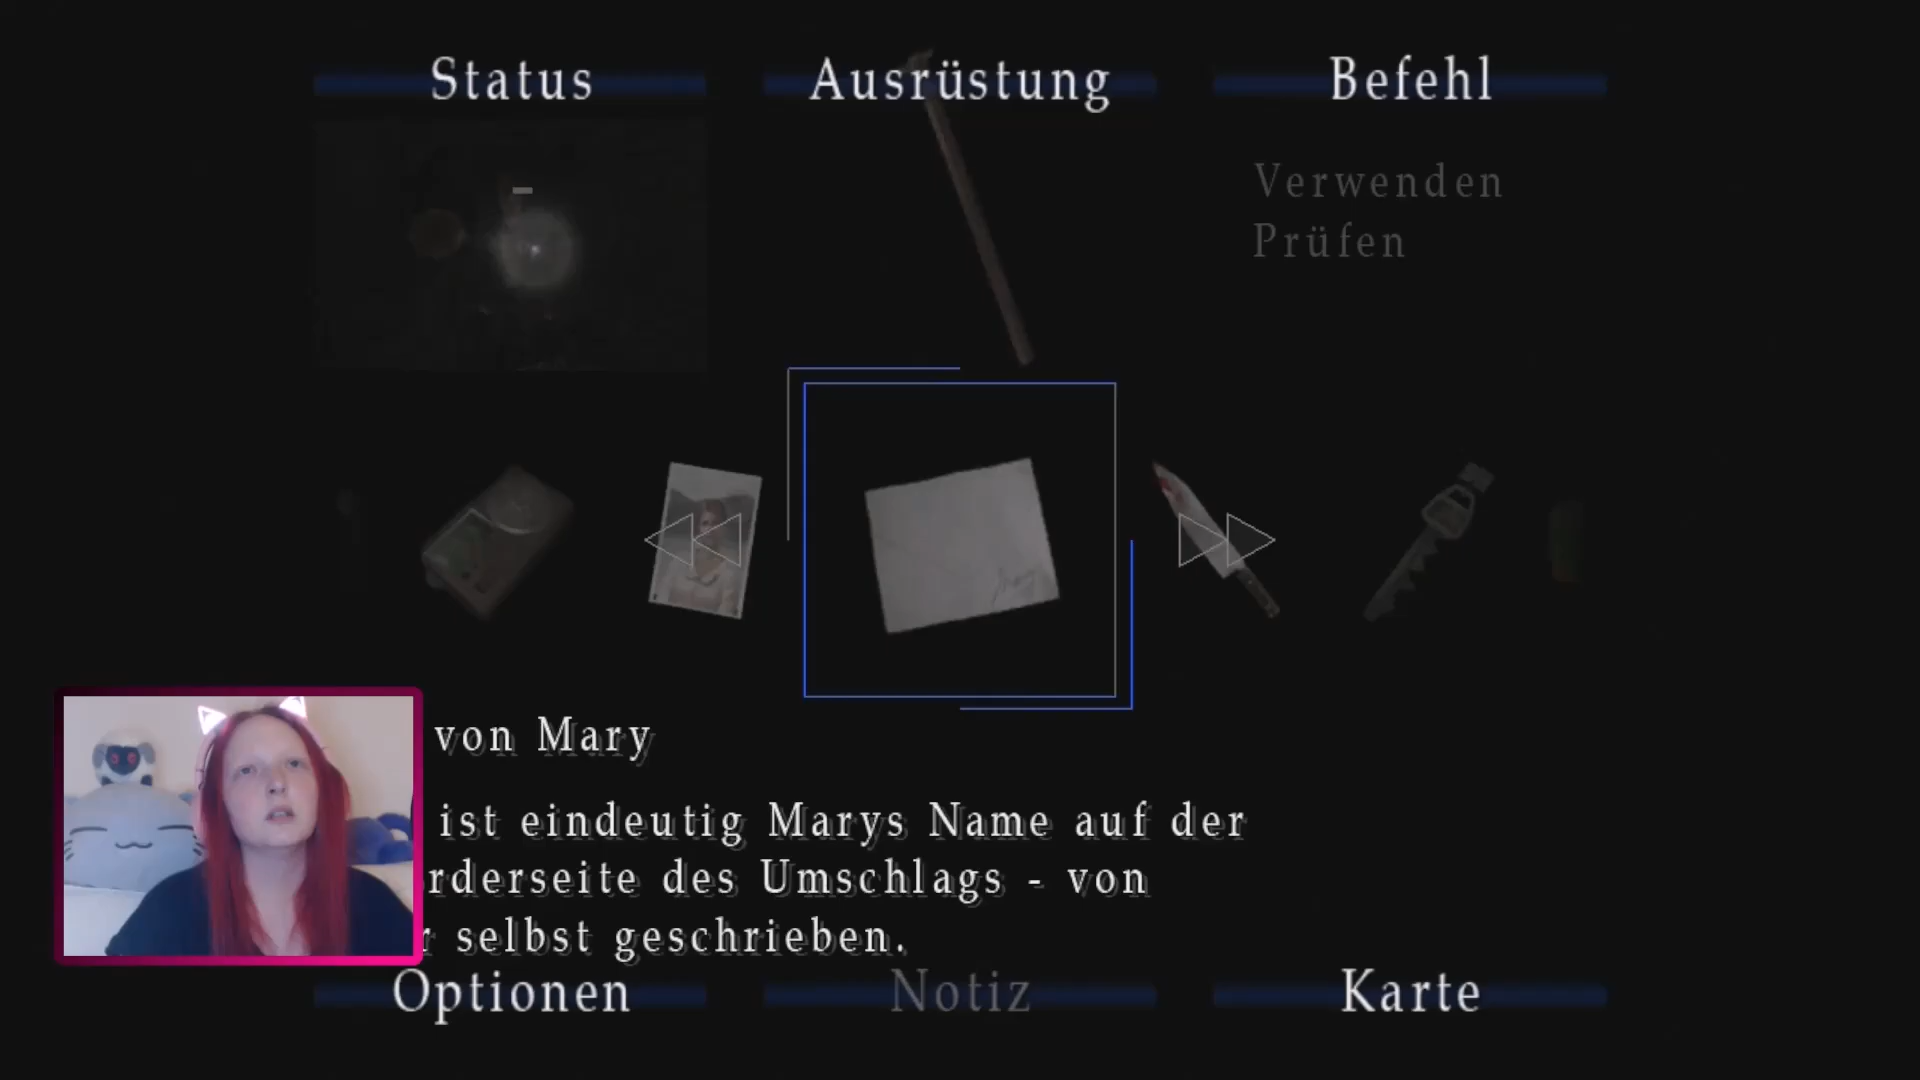 Status Ausrüstung Befehl
Verwenden
Prüfen
von Mary
ist eindeutig Marys Name auf der
rderseite des Umschlags - von
r selbst geschrieben.
Optionen Notiz Karte